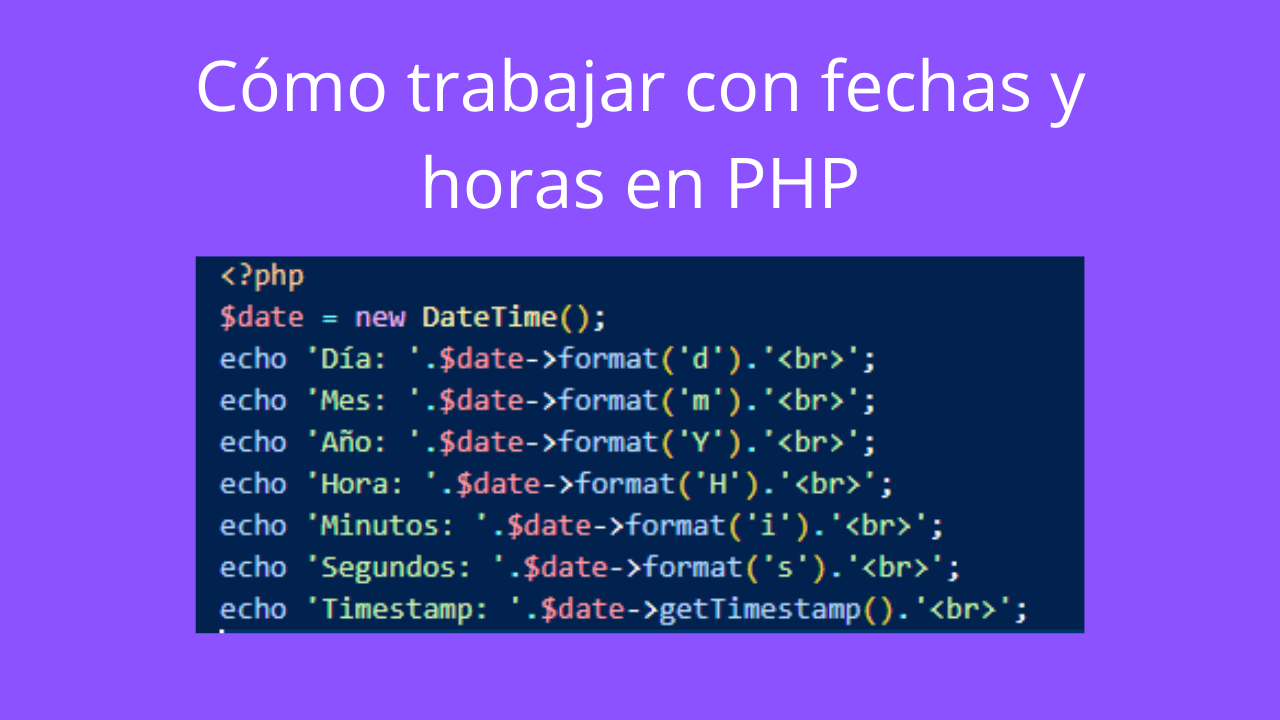 Cómo trabajar con fechas y
horas en PHP
<?php
$date = new DateTime();
echo 'Día: '.$date->format('d').'<br>';
echo 'Mes: '.$date->format('m').'<br>';
echo 'Año: '.$date->format('Y').'<br>';
echo 'Hora: '.$date->format('H').'<br>';
echo 'Minutos: '.$date->format('i').'<br>';
echo 'Segundos: '.$date->format('s').'<br>';
echo 'Timestamp: '.$date->getTimestamp().'<br>';